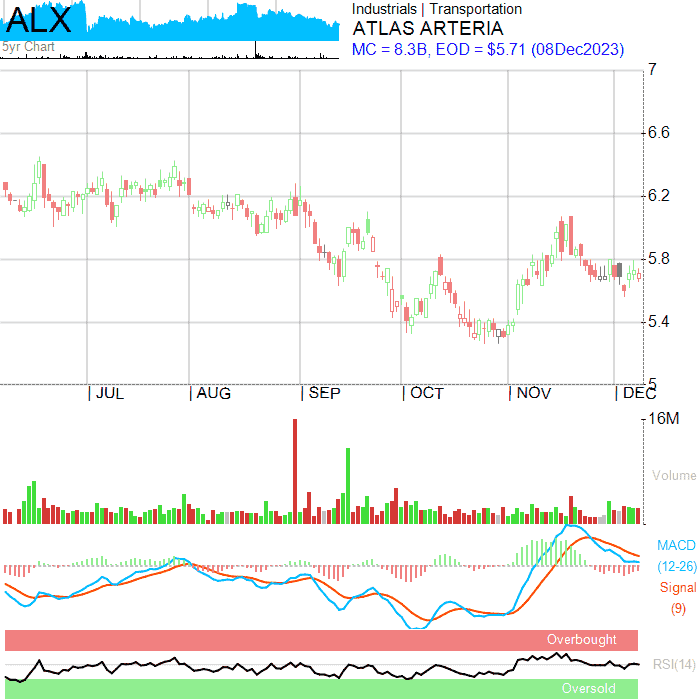 ALX
5yr Chart
Industrials | Transportation
ATLAS ARTERIA
MC = 8.3B, EOD = $5.71 (08Dec2023)
7
6.6
6.2
5.8
5.4
5
| JUL | AUG | SEP | OCT | NOV | DEC
16M
Volume
MACD
(12-26)
Signal
(9)
Overbought
RSI(14)
Oversold